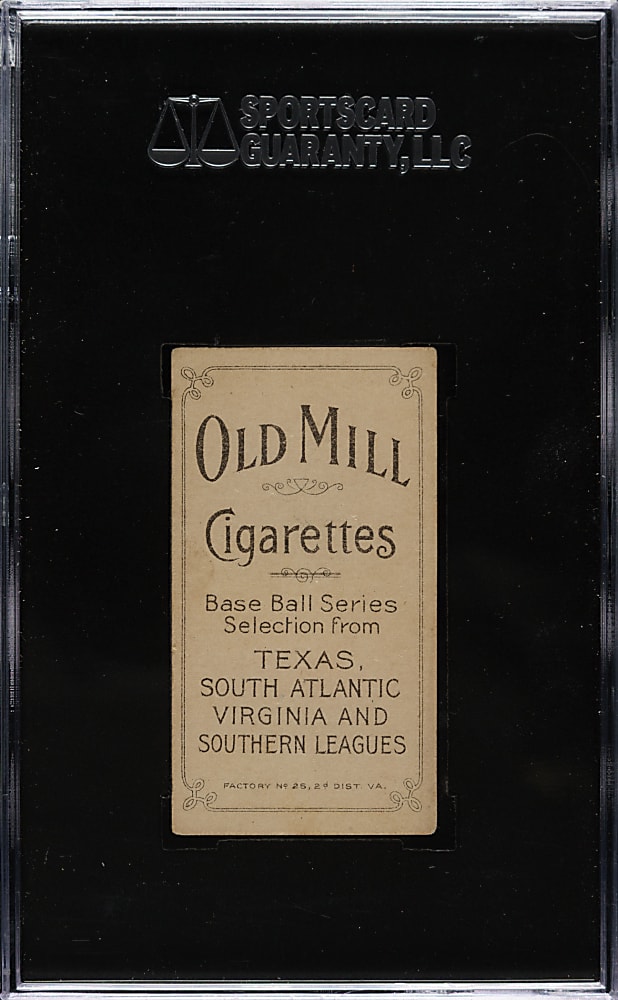 SPORTSCARD
GUARANTY, LLC
OLD MILL
Cigarettes
Base Ball Series
Selection from
TEXAS,
SOUTH ATLANTIC
VIRGINIA AND
SOUTHERN LEAGUES
FACTORY Nº 25, 2ᵈ DIST. VA.